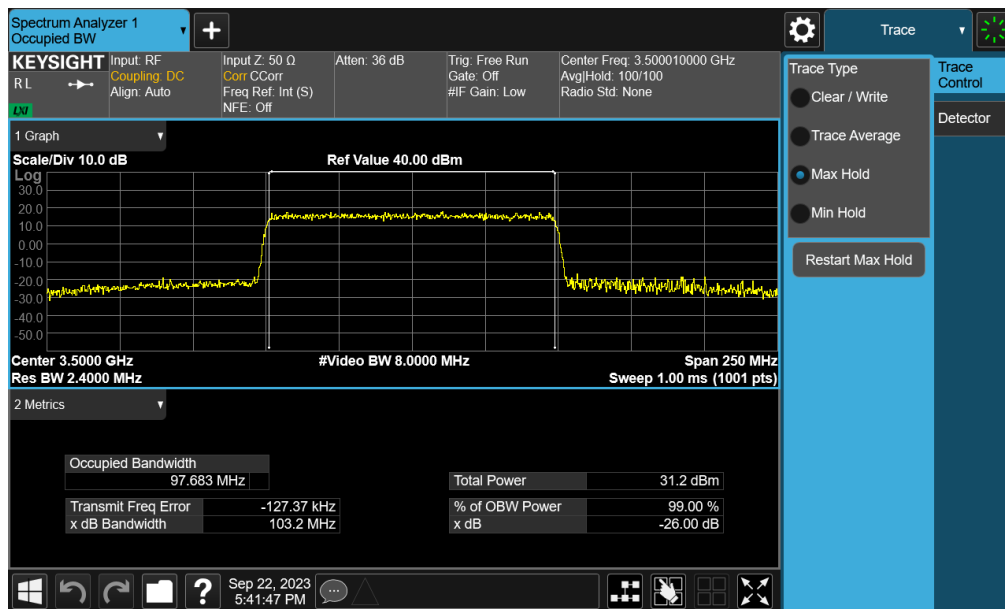 Spectrum Analyzer 1
Occupied BW
Trace
KEYSIGHT
R L
LXI
Input: RF
Coupling: DC
Align: Auto
Input Z: 50 Ω
Corr CCorr
Freq Ref: Int (S)
NFE: Off
Atten: 36 dB
Trig: Free Run
Gate: Off
#IF Gain: Low
Center Freq: 3.500010000 GHz
Avg|Hold: 100/100
Radio Std: None
Trace Type
Clear / Write
Trace Average
Max Hold
Min Hold
Restart Max Hold
Trace
Control
Detector
1 Graph
Scale/Div 10.0 dB
Ref Value 40.00 dBm
Log
30.0
20.0
10.0
0.00
-10.0
-20.0
-30.0
-40.0
-50.0
Center 3.5000 GHz
#Video BW 8.0000 MHz
Span 250 MHz
Res BW 2.4000 MHz
Sweep 1.00 ms (1001 pts)
2 Metrics
Occupied Bandwidth
97.683 MHz
Total Power 31.2 dBm
Transmit Freq Error -127.37 kHz
% of OBW Power 99.00 %
x dB Bandwidth 103.2 MHz
x dB -26.00 dB
Sep 22, 2023
5:41:47 PM